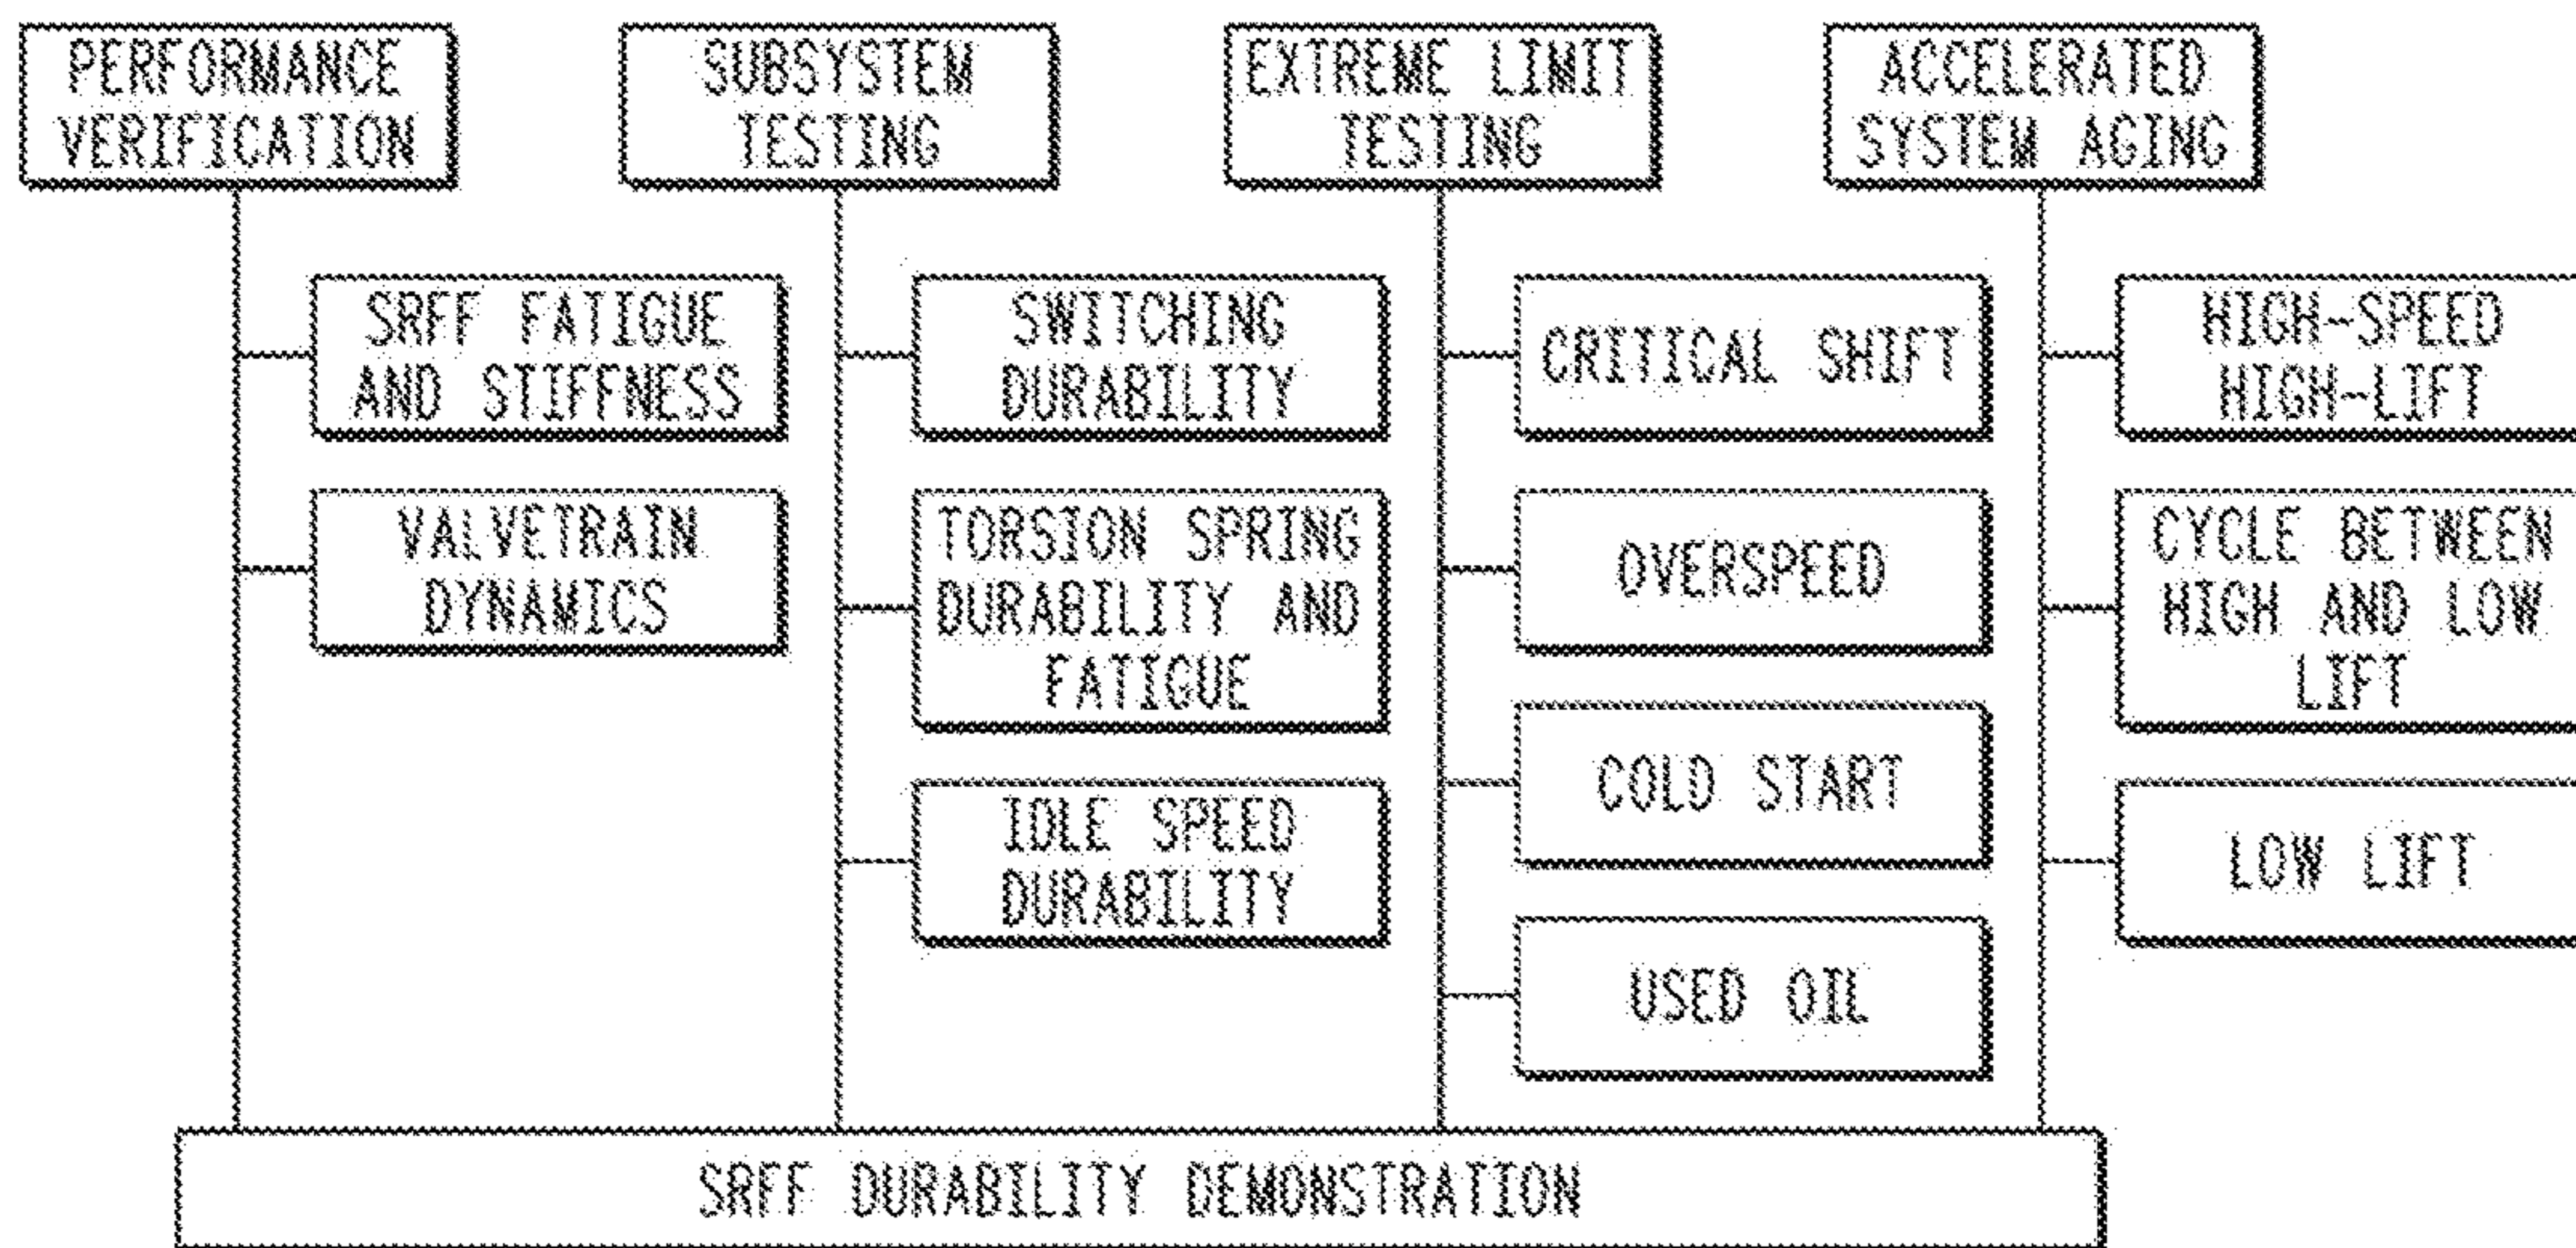 PERFORMANCE
VERIFICATION
SUBSYSTEM
TESTING
EXTREME LIMIT
TESTING
ACCELERATED
SYSTEM AGING
SRFF FATIGUE
AND STIFFNESS
VALVETRAIN
DYNAMICS
SWITCHING
DURABILITY
TORSION SPRING
DURABILITY AND
FATIGUE
IDLE SPEED
DURABILITY
CRITICAL SHIFT
OVERSPEED
COLD START
USED OIL
HIGH-SPEED
HIGH-LIFT
CYCLE BETWEEN
HIGH AND LOW
LIFT
LOW LIFT
SRFF DURABILITY DEMONSTRATION